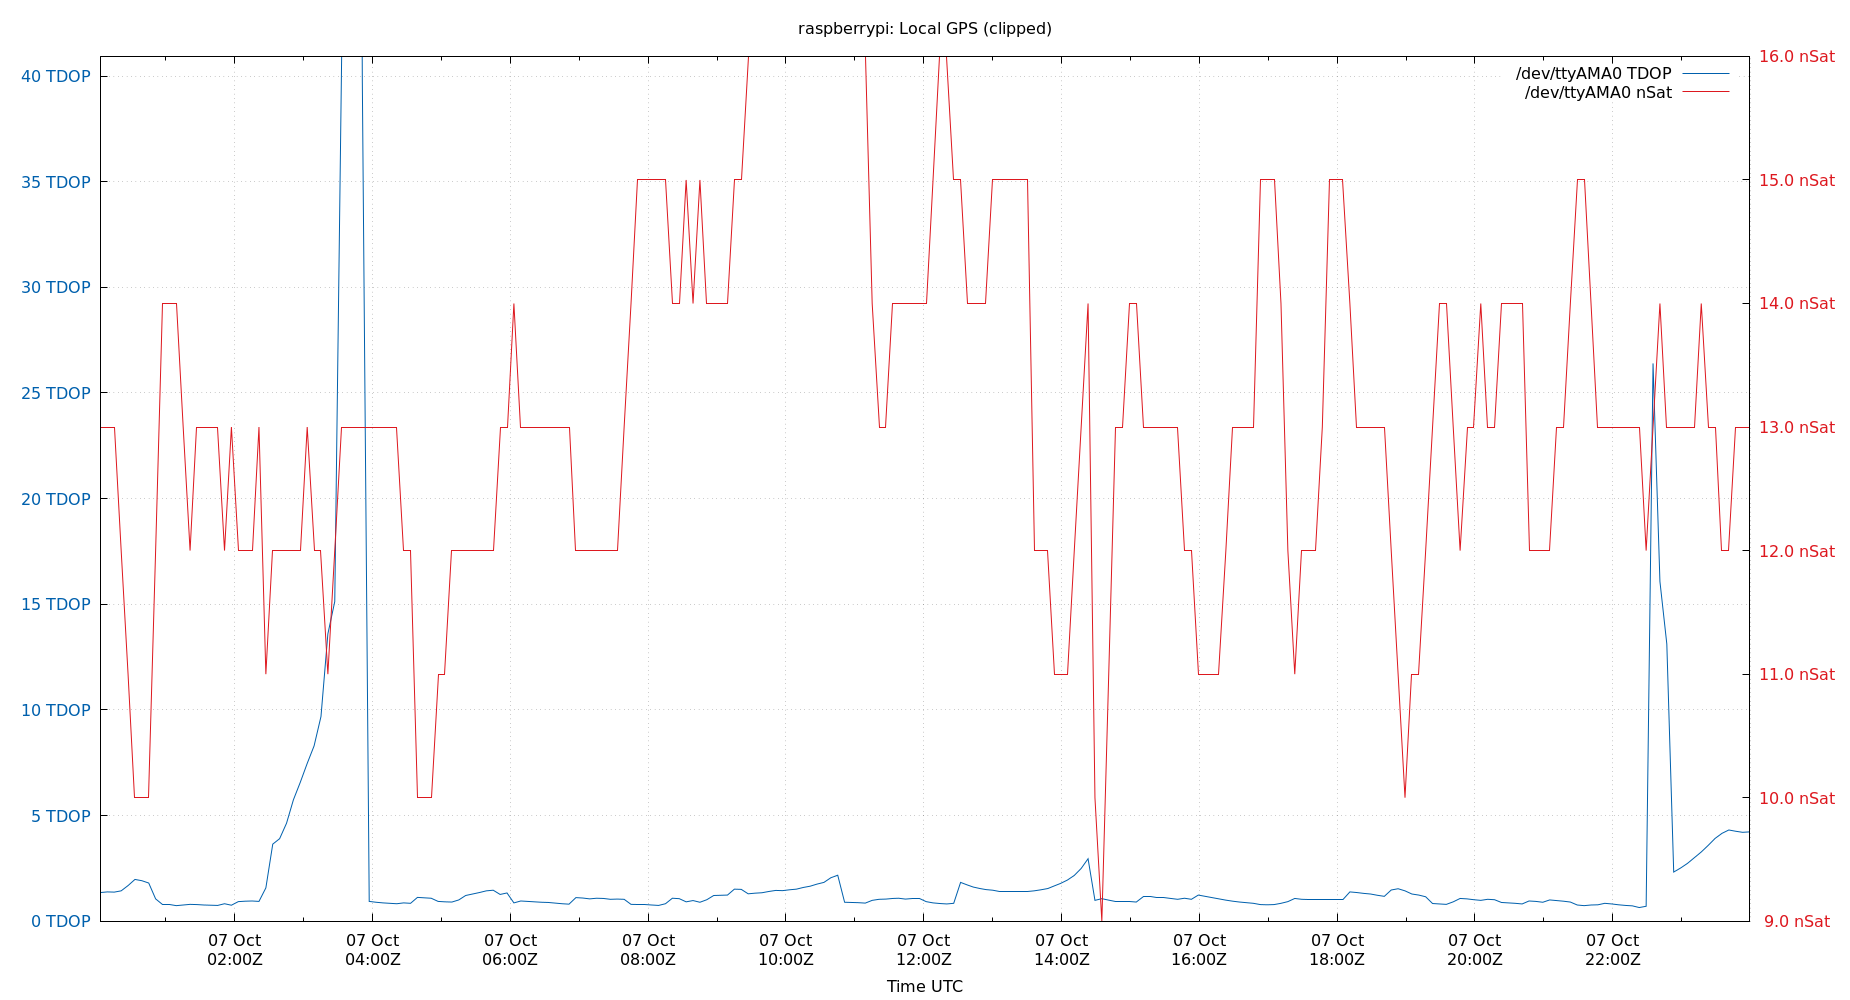 raspberrypi: Local GPS (clipped)
40 TDOP
35 TDOP
30 TDOP
25 TDOP
20 TDOP
15 TDOP
10 TDOP
5 TDOP
0 TDOP
/dev/ttyAMA0 TDOP
/dev/ttyAMA0 nSat
16.0 nSat
15.0 nSat
14.0 nSat
13.0 nSat
12.0 nSat
11.0 nSat
10.0 nSat
9.0 nSat
07 Oct 07 Oct 07 Oct 07 Oct 07 Oct 07 Oct 07 Oct 07 Oct 07 Oct 07 Oct 07 Oct
02:00Z 04:00Z 06:00Z 08:00Z 10:00Z 12:00Z 14:00Z 16:00Z 18:00Z 20:00Z 22:00Z
Time UTC